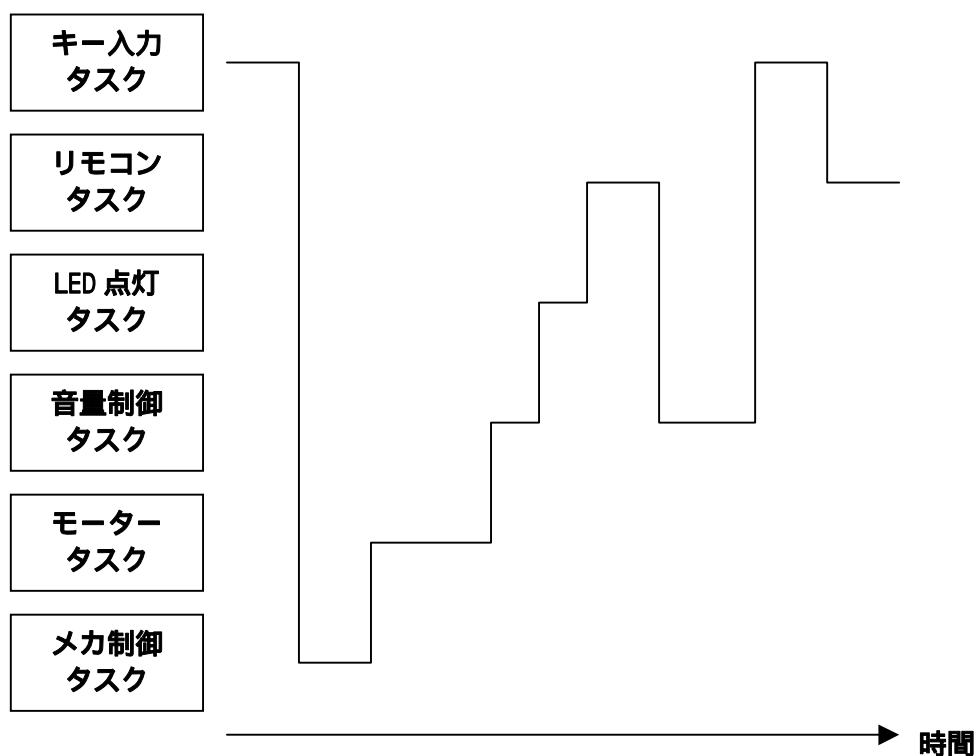 キー入力
タスク
リモコン
タスク
LED 点灯
タスク
音量制御
タスク
モーター
タスク
メカ制御
タスク
時間